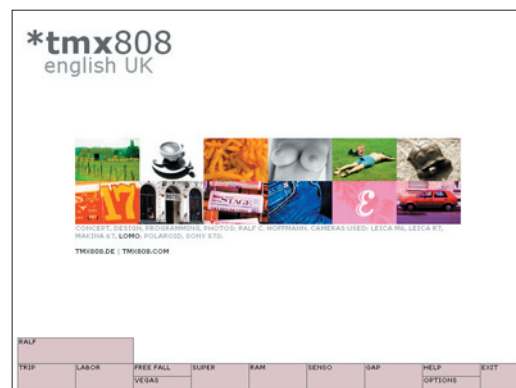 *tmx808
english UK
17
HOTEL
STAGE
E
CONCEPT, DESIGN, PROGRAMMING, PHOTOS: RALF C. HOFFMANN. CAMERAS USED: LEICA M6, LEICA R7,
MAKINA 67, LOMO, POLAROID, SONY S70.
TMX808.DE | TMX808.COM
RALF
TRIP LABOR FREE FALL SUPER RAM SENSO GAP HELP EXIT
VEGAS OPTIONS